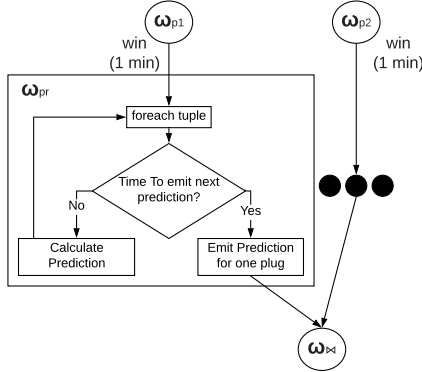 ωp1
ωp2
win
(1 min)
win
(1 min)
ωpr
foreach tuple
Time To emit next
prediction?
No
Yes
Calculate
Prediction
Emit Prediction
for one plug
ω⋈